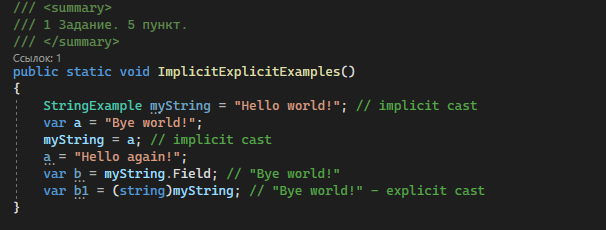 /// <summary>
/// 1 Задание. 5 пункт.
/// </summary>
Ссылок: 1
public static void ImplicitExplicitExamples()
{
StringExample myString = "Hello world!"; // implicit cast
var a = "Bye world!";
myString = a; // implicit cast
a = "Hello again!";
var b = myString.Field; // "Bye world!"
var b1 = (string)myString; // "Bye world!" - explicit cast
}